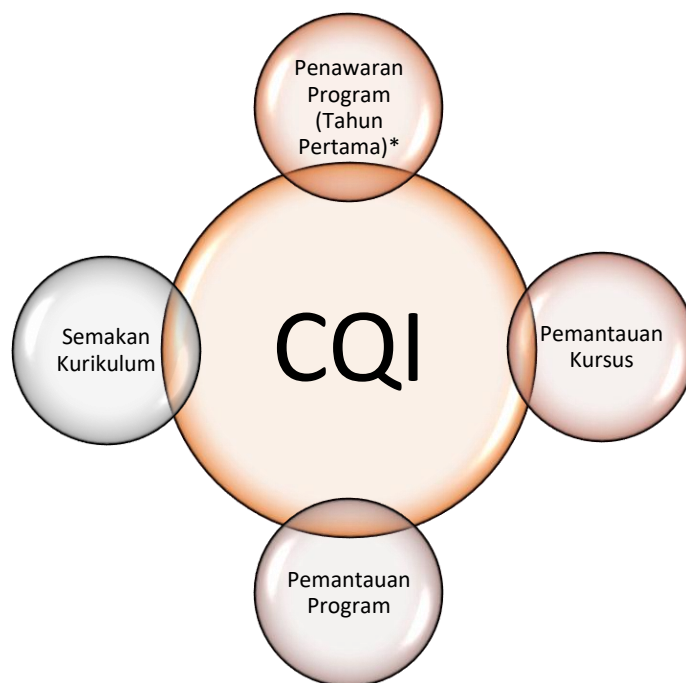 Penawaran
Program
(Tahun
Pertama)*
CQI
Semakan
Kurikulum
Pemantauan
Kursus
Pemantauan
Program